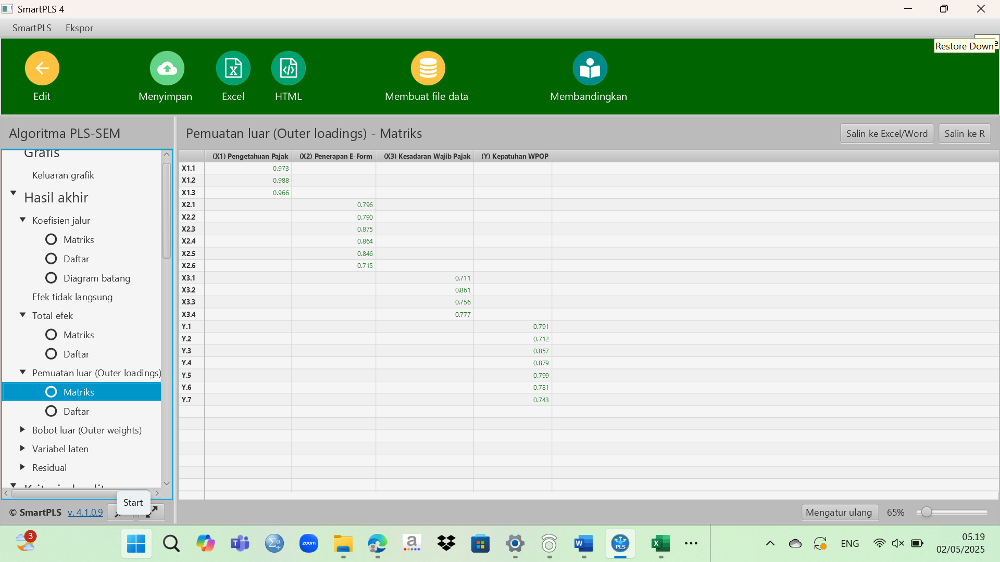 SmartPLS 4
SmartPLS Ekspor
Restore Down
Edit Menyimpan Excel HTML Membuat file data Membandingkan
Algoritma PLS-SEM
Grafis
Keluaran grafik
Hasil akhir
Koefisien jalur
Matriks
Daftar
Diagram batang
Efek tidak langsung
Total efek
Matriks
Daftar
Pemuatan luar (Outer loadings)
Matriks
Daftar
Bobot luar (Outer weights)
Variabel laten
Residual
Pemuatan luar (Outer loadings) - Matriks
Salin ke Excel/Word Salin ke R
(X1) Pengetahuan Pajak (X2) Penerapan E-Form (X3) Kesadaran Wajib Pajak (Y) Kepatuhan WPOP
X1.1 0.973
X1.2 0.988
X1.3 0.966
X2.1 0.796
X2.2 0.790
X2.3 0.875
X2.4 0.864
X2.5 0.846
X2.6 0.715
X3.1 0.711
X3.2 0.861
X3.3 0.756
X3.4 0.777
Y.1 0.791
Y.2 0.712
Y.3 0.857
Y.4 0.879
Y.5 0.799
Y.6 0.781
Y.7 0.743
Start
© SmartPLS v. 4.1.0.9
Mengatur ulang 65%
3
zoom
a
W
PLS
X
ENG
05.19
02/05/2025